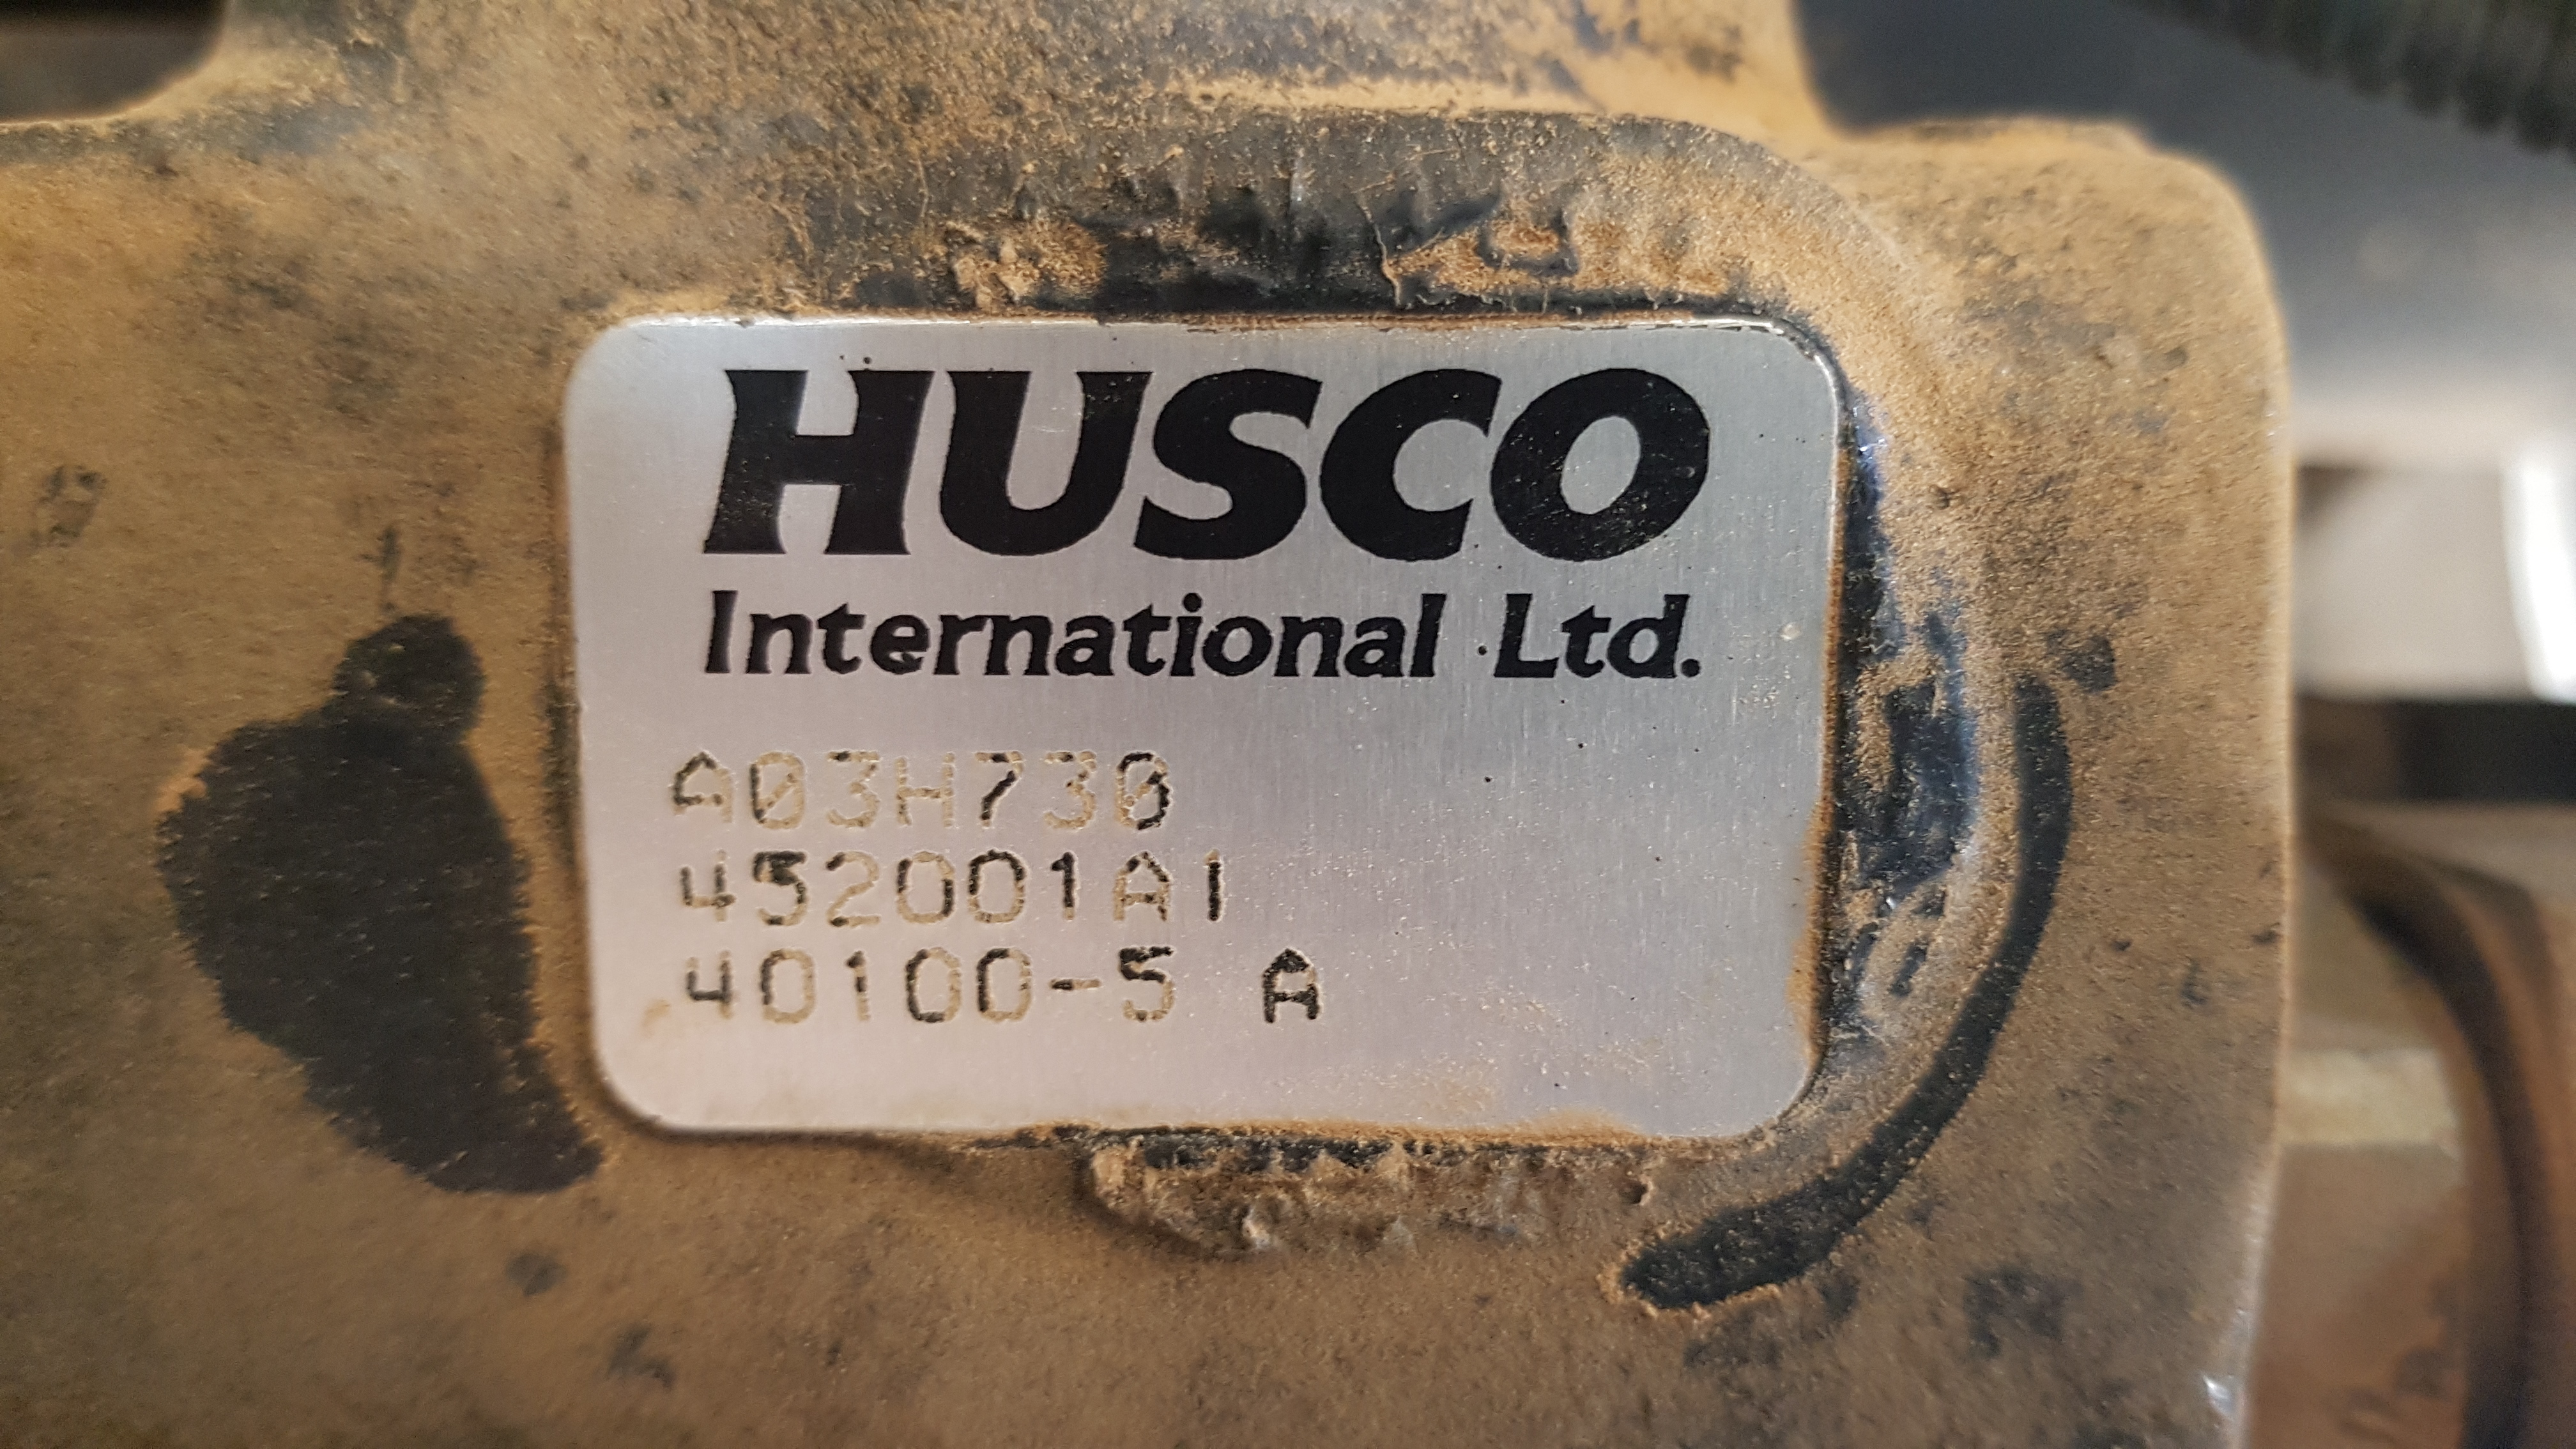 HUSCO
International Ltd.
A03H730
452001A1
40100-5 A